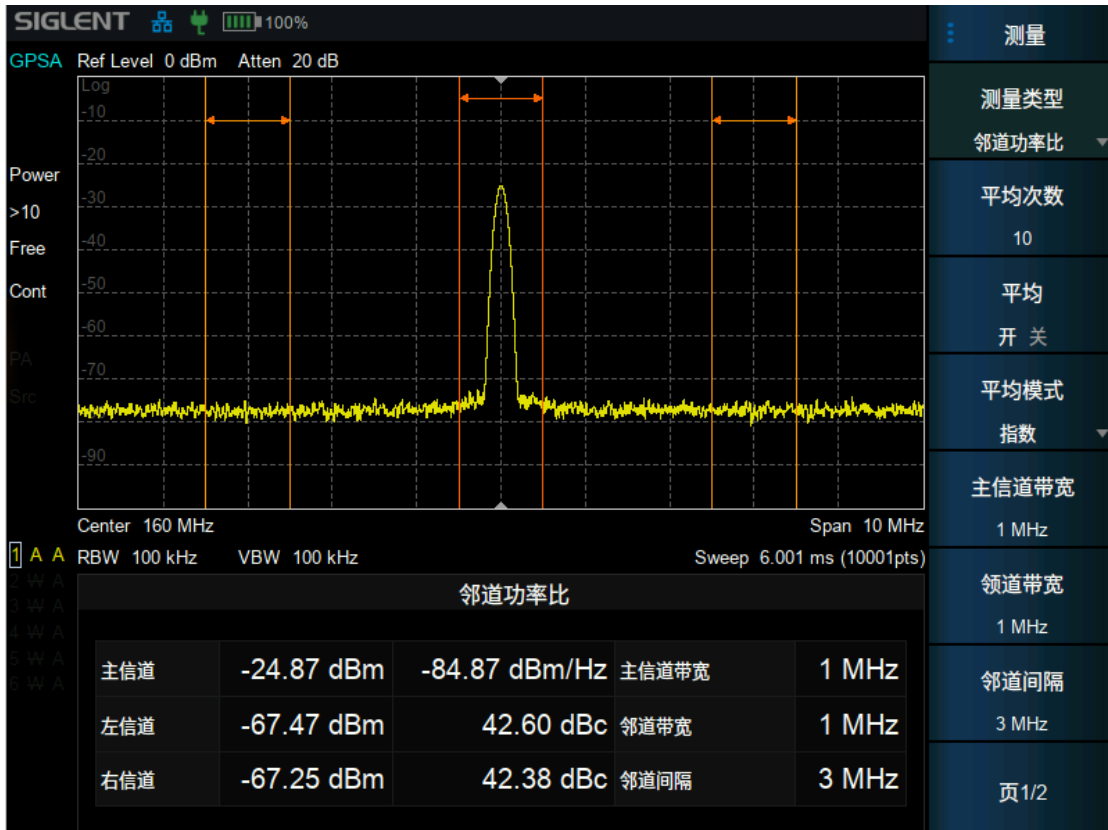 SIGLENT 100%
GPSA Ref Level 0 dBm Atten 20 dB
Log
-10
-20
-30
-40
-50
-60
-70
-90
Power
>10
Free
Cont
PA
Src
Center 160 MHz Span 10 MHz
RBW 100 kHz VBW 100 kHz Sweep 6.001 ms (10001pts)
1 A A
2 W A
3 W A
4 W A
5 W A
6 W A
邻道功率比
主信道 -24.87 dBm -84.87 dBm/Hz 主信道带宽 1 MHz
左信道 -67.47 dBm 42.60 dBc 邻道带宽 1 MHz
右信道 -67.25 dBm 42.38 dBc 邻道间隔 3 MHz
测量
测量类型
邻道功率比
平均次数
10
平均
开 关
平均模式
指数
主信道带宽
1 MHz
领道带宽
1 MHz
邻道间隔
3 MHz
页1/2